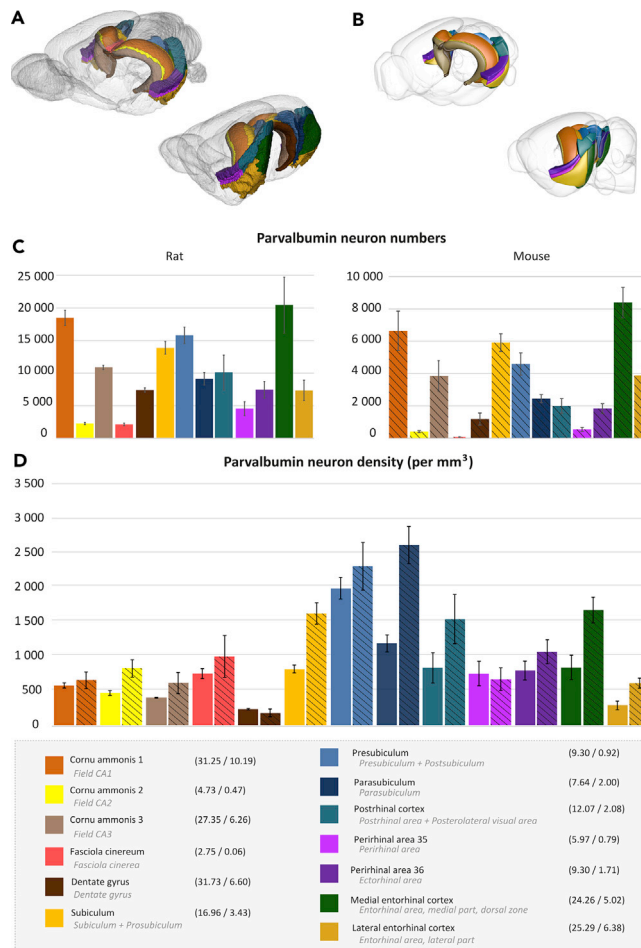 A
B
C
Parvalbumin neuron numbers
Rat
Mouse
25 000
20 000
15 000
10 000
5 000
0
10 000
8 000
6 000
4 000
2 000
0
D
Parvalbumin neuron density (per mm³)
3 500
3 000
2 500
2 000
1 500
1 000
500
0
Cornu ammonis 1 (31.25 / 10.19)
Field CA1
Cornu ammonis 2 (4.73 / 0.47)
Field CA2
Cornu ammonis 3 (27.35 / 6.26)
Field CA3
Fasciola cinereum (2.75 / 0.06)
Fasciola cinerea
Dentate gyrus (31.73 / 6.60)
Dentate gyrus
Subiculum (16.96 / 3.43)
Subiculum + Prosubiculum
Presubiculum (9.30 / 0.92)
Presubiculum + Postsubiculum
Parasubiculum (7.64 / 2.00)
Parasubiculum
Postrhinal cortex (12.07 / 2.08)
Postrhinal area + Posterolateral visual area
Perirhinal area 35 (5.97 / 0.79)
Perirhinal area
Perirhinal area 36 (9.30 / 1.71)
Ectorhinal area
Medial entorhinal cortex (24.26 / 5.02)
Entorhinal area, medial part, dorsal zone
Lateral entorhinal cortex (25.29 / 6.38)
Entorhinal area, lateral part